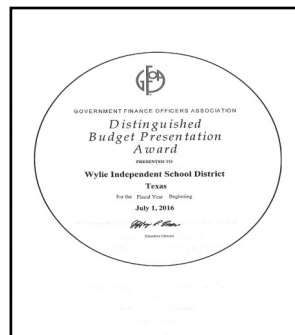 GFOA
GOVERNMENT FINANCE OFFICERS ASSOCIATION
Distinguished
Budget Presentation
Award
PRESENTED TO
Wylie Independent School District
Texas
For the Fiscal Year Beginning
July 1, 2016
Executive Director